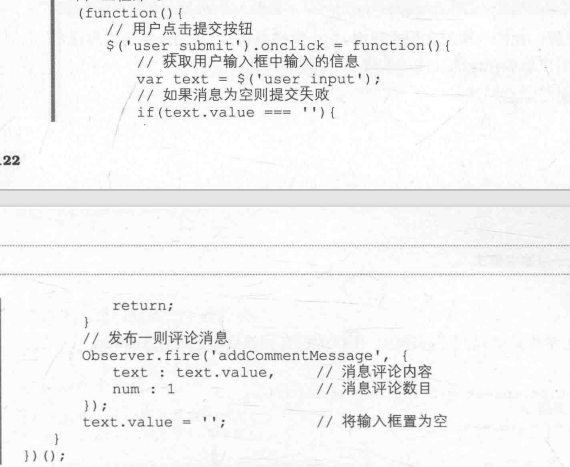 (function(){
// 用户点击提交按钮
$('user_submit').onclick = function(){
// 获取用户输入框中输入的信息
var text = $('user_input');
// 如果消息为空则提交失败
if(text.value === ''){
22
return;
}
// 发布一则评论消息
Observer.fire('addCommentMessage', {
text : text.value, // 消息评论内容
num : 1 // 消息评论数目
});
text.value = ''; // 将输入框置为空
}
})();